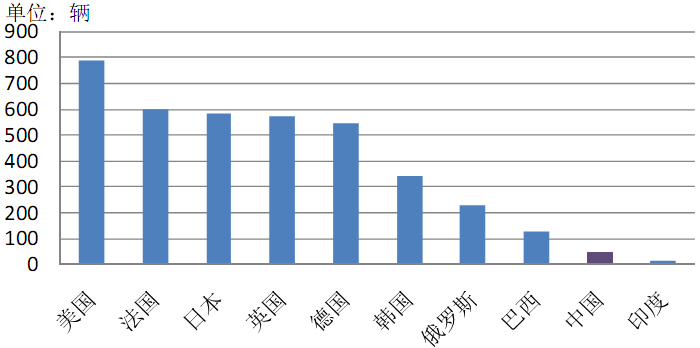 单位：辆
900
800
700
600
500
400
300
200
100
0
美国
法国
日本
英国
德国
韩国
俄罗斯
巴西
中国
印度